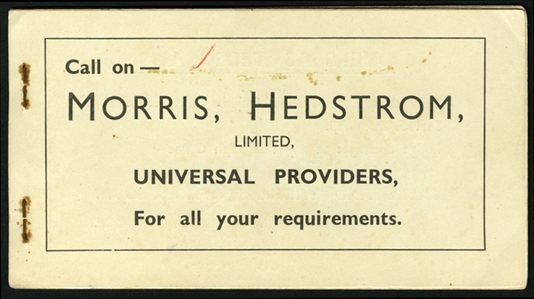 Call on —
MORRIS, HEDSTROM,
LIMITED,
UNIVERSAL PROVIDERS,
For all your requirements.